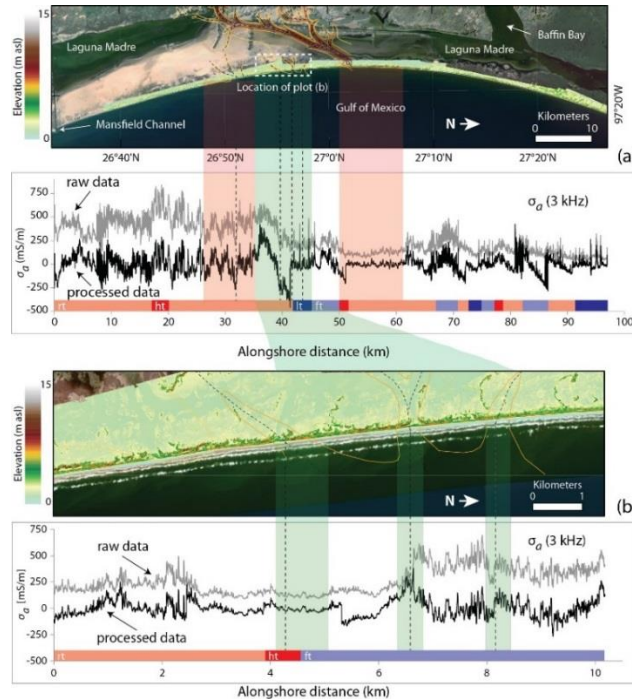 15
Elevation (m asl)
0
Laguna Madre
Laguna Madre
Baffin Bay
Location of plot (b)
Gulf of Mexico
Mansfield Channel
N
Kilometers
0 10
97°20'W
26°40'N 26°50'N 27°0'N 27°10'N 27°20'N
(a)
750
500
250
0
-250
-500
σa (mS/m)
raw data
processed data
σa (3 kHz)
rt ht lt ft
0 10 20 30 40 50 60 70 80 90 100
Alongshore distance (km)
15
Elevation (m asl)
0
N
Kilometers
0 1
(b)
750
500
250
0
-250
-500
σa (mS/m)
raw data
processed data
σa (3 kHz)
rt ht ft
0 2 4 6 8 10
Alongshore distance (km)